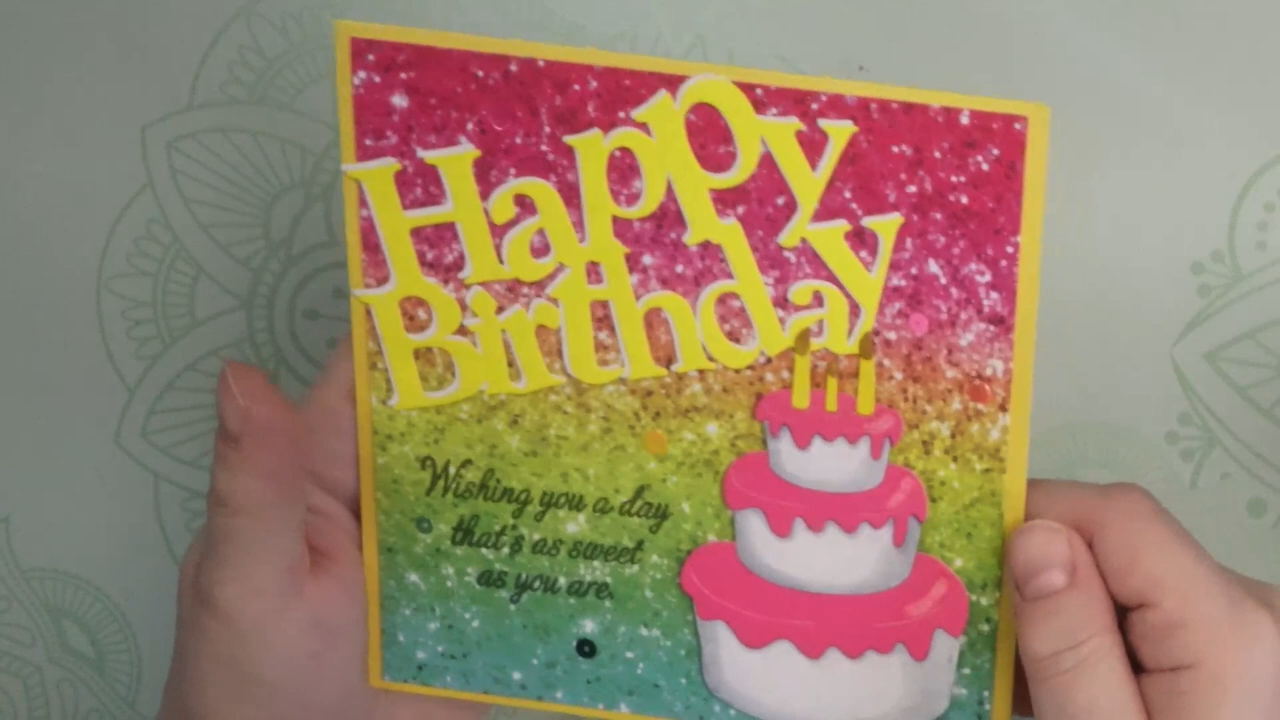 Happy
Birthday
Wishing you a day
that's as sweet
as you are.